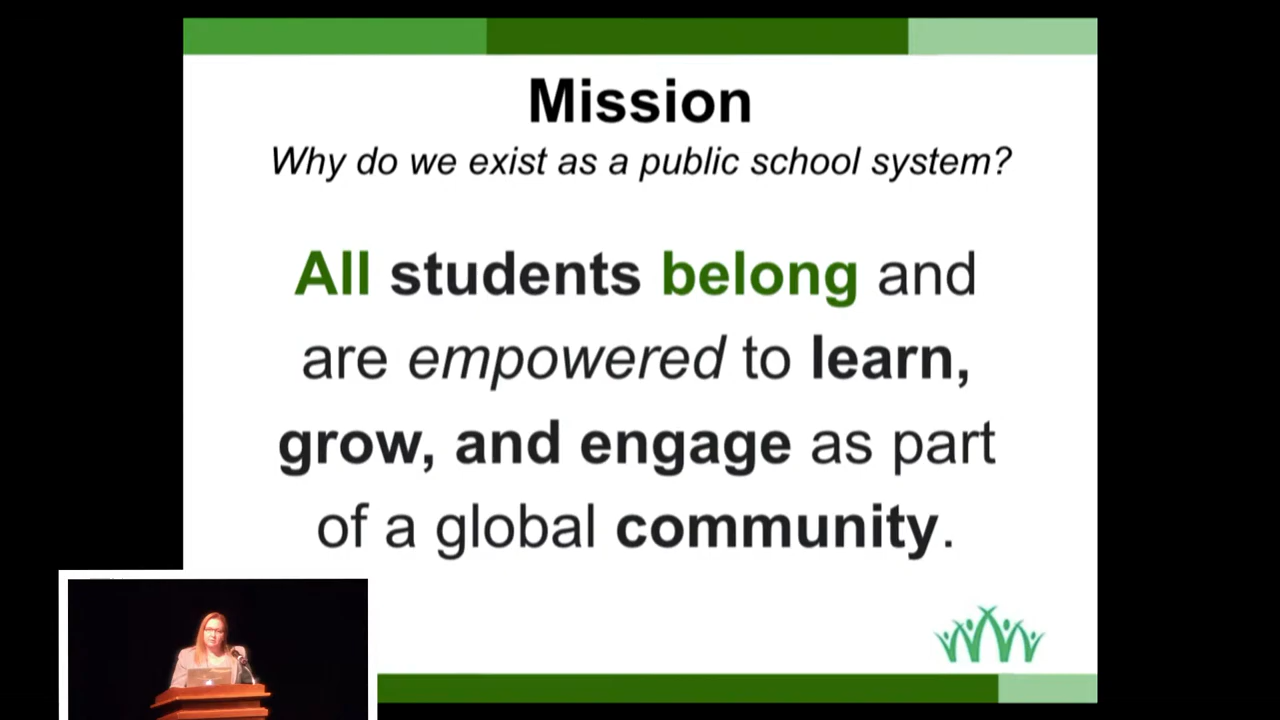 Mission
Why do we exist as a public school system?
All students belong and
are empowered to learn,
grow, and engage as part
of a global community.